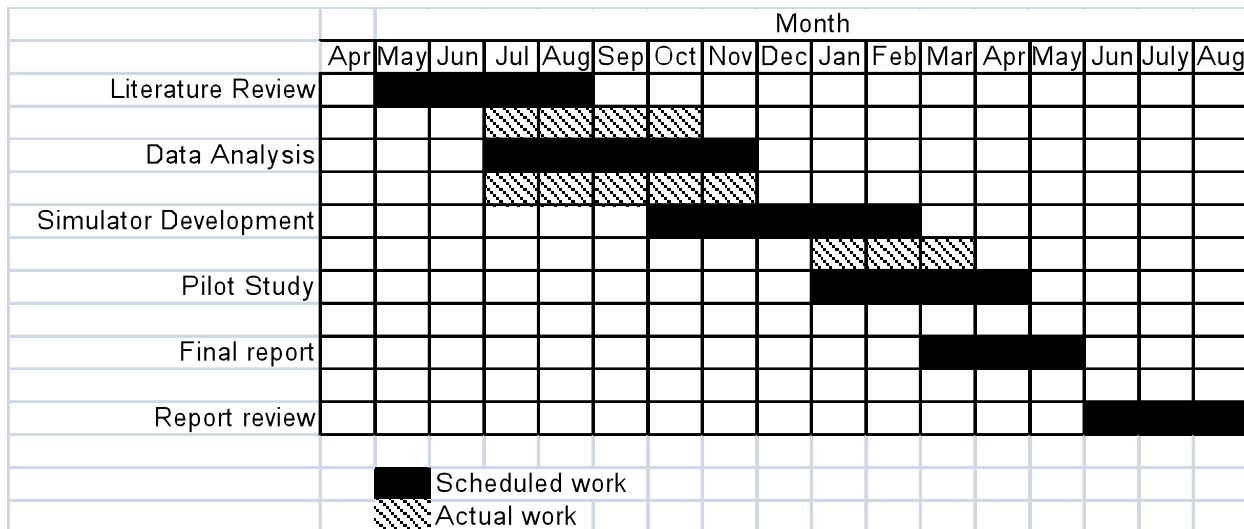 Month
Apr May Jun Jul Aug Sep Oct Nov Dec Jan Feb Mar Apr May Jun July Aug
Literature Review
Data Analysis
Simulator Development
Pilot Study
Final report
Report review
Scheduled work
Actual work